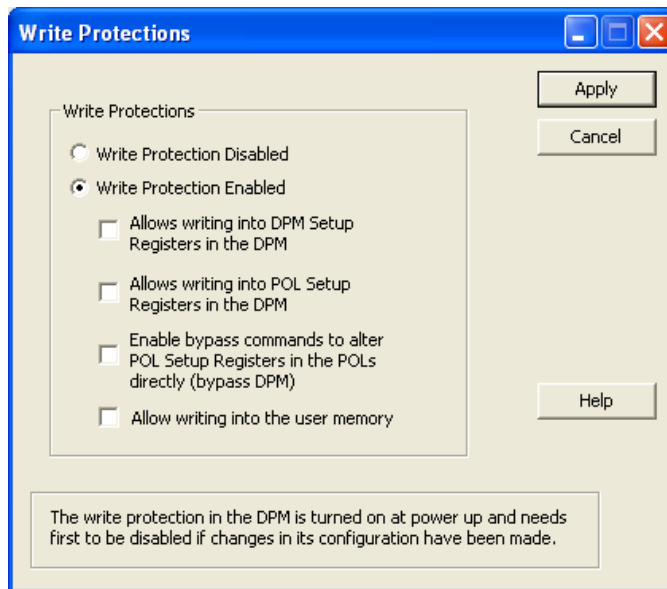 Write Protections
Apply
Write Protections
Cancel
Write Protection Disabled
Write Protection Enabled
Allows writing into DPM Setup
Registers in the DPM
Allows writing into POL Setup
Registers in the DPM
Enable bypass commands to alter
POL Setup Registers in the POLs
directly (bypass DPM)
Help
Allow writing into the user memory
The write protection in the DPM is turned on at power up and needs
first to be disabled if changes in its configuration have been made.